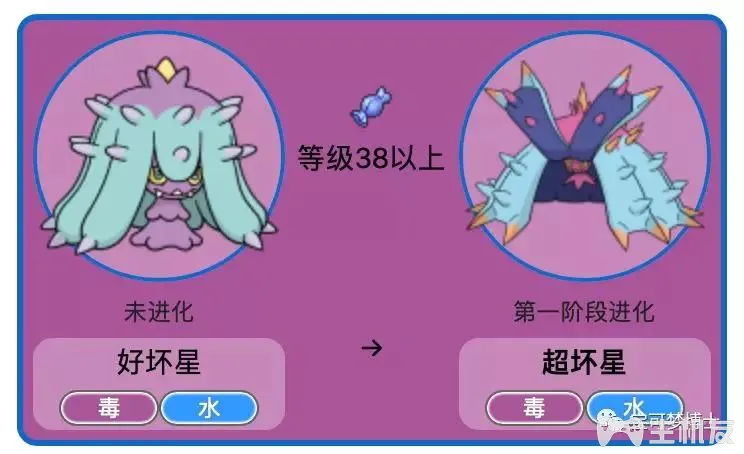 等级38以上
未进化
第一阶段进化
→
好坏星
超坏星
毒 水
毒 水